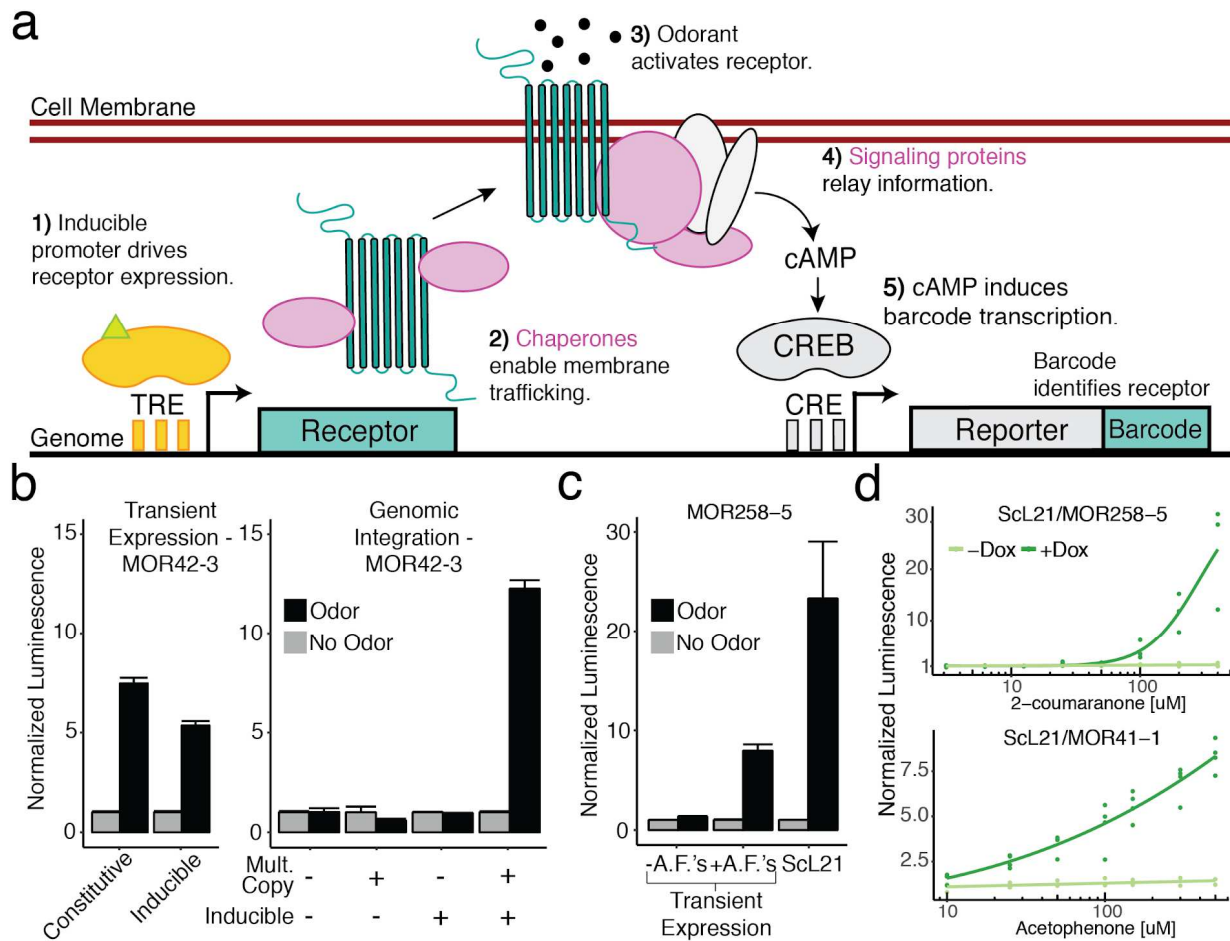 a
Cell Membrane
3) Odorant
activates receptor.
4) Signaling proteins
relay information.
1) Inducible
promoter drives
receptor expression.
cAMP
5) cAMP induces
barcode transcription.
2) Chaperones
enable membrane
trafficking.
CREB
Barcode
identifies receptor
TRE
CRE
Genome
Receptor
Reporter
Barcode
b
Transient
Expression -
MOR42-3
Genomic
Integration -
MOR42-3
Normalized Luminescence
15
10
5
0
Constitutive
Inducible
15
10
5
0
Odor
No Odor
Mult.
Copy
- + - +
Inducible
- - + +
c
MOR258–5
Normalized Luminescence
30
20
10
0
Odor
No Odor
-A.F.'s
+A.F.'s
ScL21
Transient
Expression
d
Normalized Luminescence
ScL21/MOR258–5
–Dox
+Dox
30
20
10
1
10
100
2–coumaranone [uM]
ScL21/MOR41–1
7.5
5.0
2.5
10
100
Acetophenone [uM]